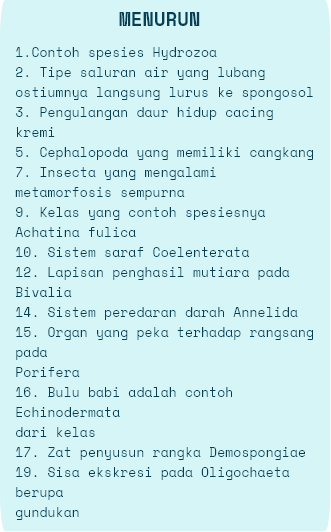 MENURUN
1.Contoh spesies Hydrozoa
2. Tipe saluran air yang lubang
ostiumnya langsung lurus ke spongosol
3. Pengulangan daur hidup cacing
kremi
5. Cephalopoda yang memiliki cangkang
7. Insecta yang mengalami
metamorfosis sempurna
9. Kelas yang contoh spesiesnya
Achatina fulica
10. Sistem saraf Coelenterata
12. Lapisan penghasil mutiara pada
Bivalia
14. Sistem peredaran darah Annelida
15. Organ yang peka terhadap rangsang
pada
Porifera
16. Bulu babi adalah contoh
Echinodermata
dari kelas
17. Zat penyusun rangka Demospongiae
19. Sisa ekskresi pada Oligochaeta
berupa
gundukan